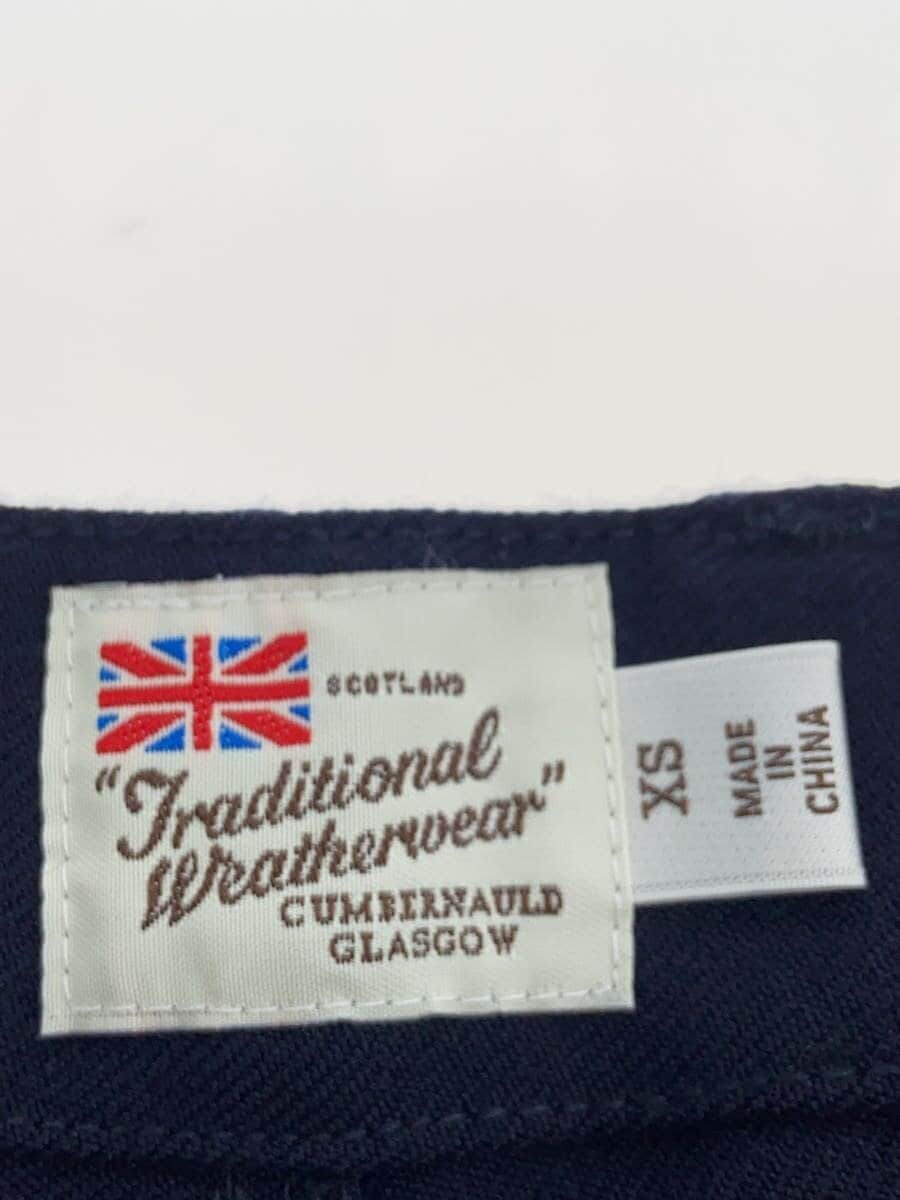 SCOTLAND
"Traditional
Weatherwear"
CUMBERNAULD
GLASGOW
XS
MADE
IN
CHINA